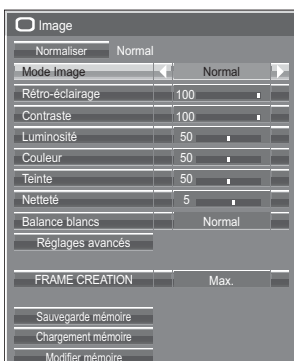 Image
Normaliser Normal
Mode Image Normal
Rétro-éclairage 100
Contraste 100
Luminosité 50
Couleur 50
Teinte 50
Netteté 5
Balance blancs Normal
Réglages avancés
FRAME CREATION Max.
Sauvegarde mémoire
Chargement mémoire
Modifier mémoire